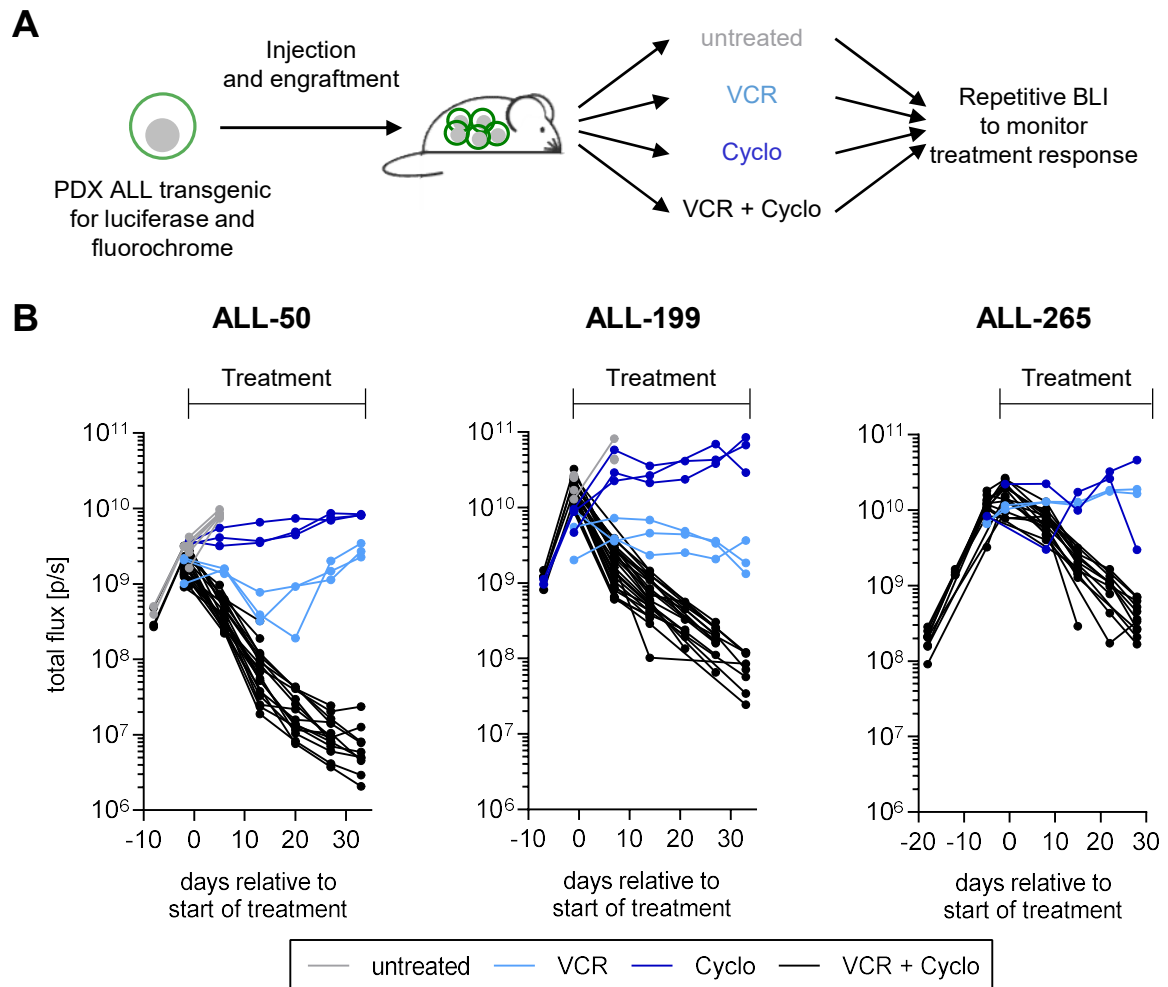 A
Injection
and engraftment
PDX ALL transgenic
for luciferase and
fluorochrome
untreated
VCR
Cyclo
VCR + Cyclo
Repetitive BLI
to monitor
treatment response
B
ALL-50
ALL-199
ALL-265
Treatment
Treatment
Treatment
total flux [p/s]
10¹¹
10¹⁰
10⁹
10⁸
10⁷
10⁶
-10 0 10 20 30
days relative to
start of treatment
10¹¹
10¹⁰
10⁹
10⁸
10⁷
10⁶
-10 0 10 20 30
days relative to
start of treatment
10¹¹
10¹⁰
10⁹
10⁸
10⁷
10⁶
-20 -10 0 10 20 30
days relative to
start of treatment
untreated VCR Cyclo VCR + Cyclo